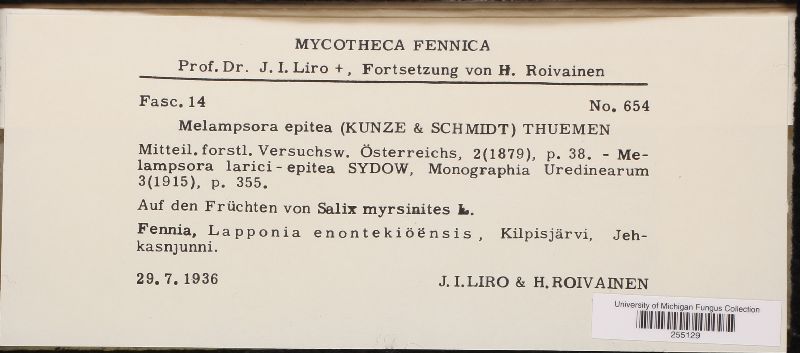 MYCOTHECA FENNICA
Prof. Dr. J. I. Liro +, Fortsetzung von H. Roivainen
Fasc. 14 No. 654
Melampsora epitea (KUNZE & SCHMIDT) THUEMEN
Mitteil. forstl. Versuchsw. Österreichs, 2(1879), p. 38. - Me-
lampsora larici-epitea SYDOW, Monographia Uredinearum
3(1915), p. 355.
Auf den Früchten von Salix myrsinites L.
Fennia, Lapponia enontekiöënsis, Kilpisjärvi, Jeh-
kasnjunni.
29. 7. 1936 J. I. LIRO & H. ROIVAINEN
University of Michigan Fungus Collection
255129